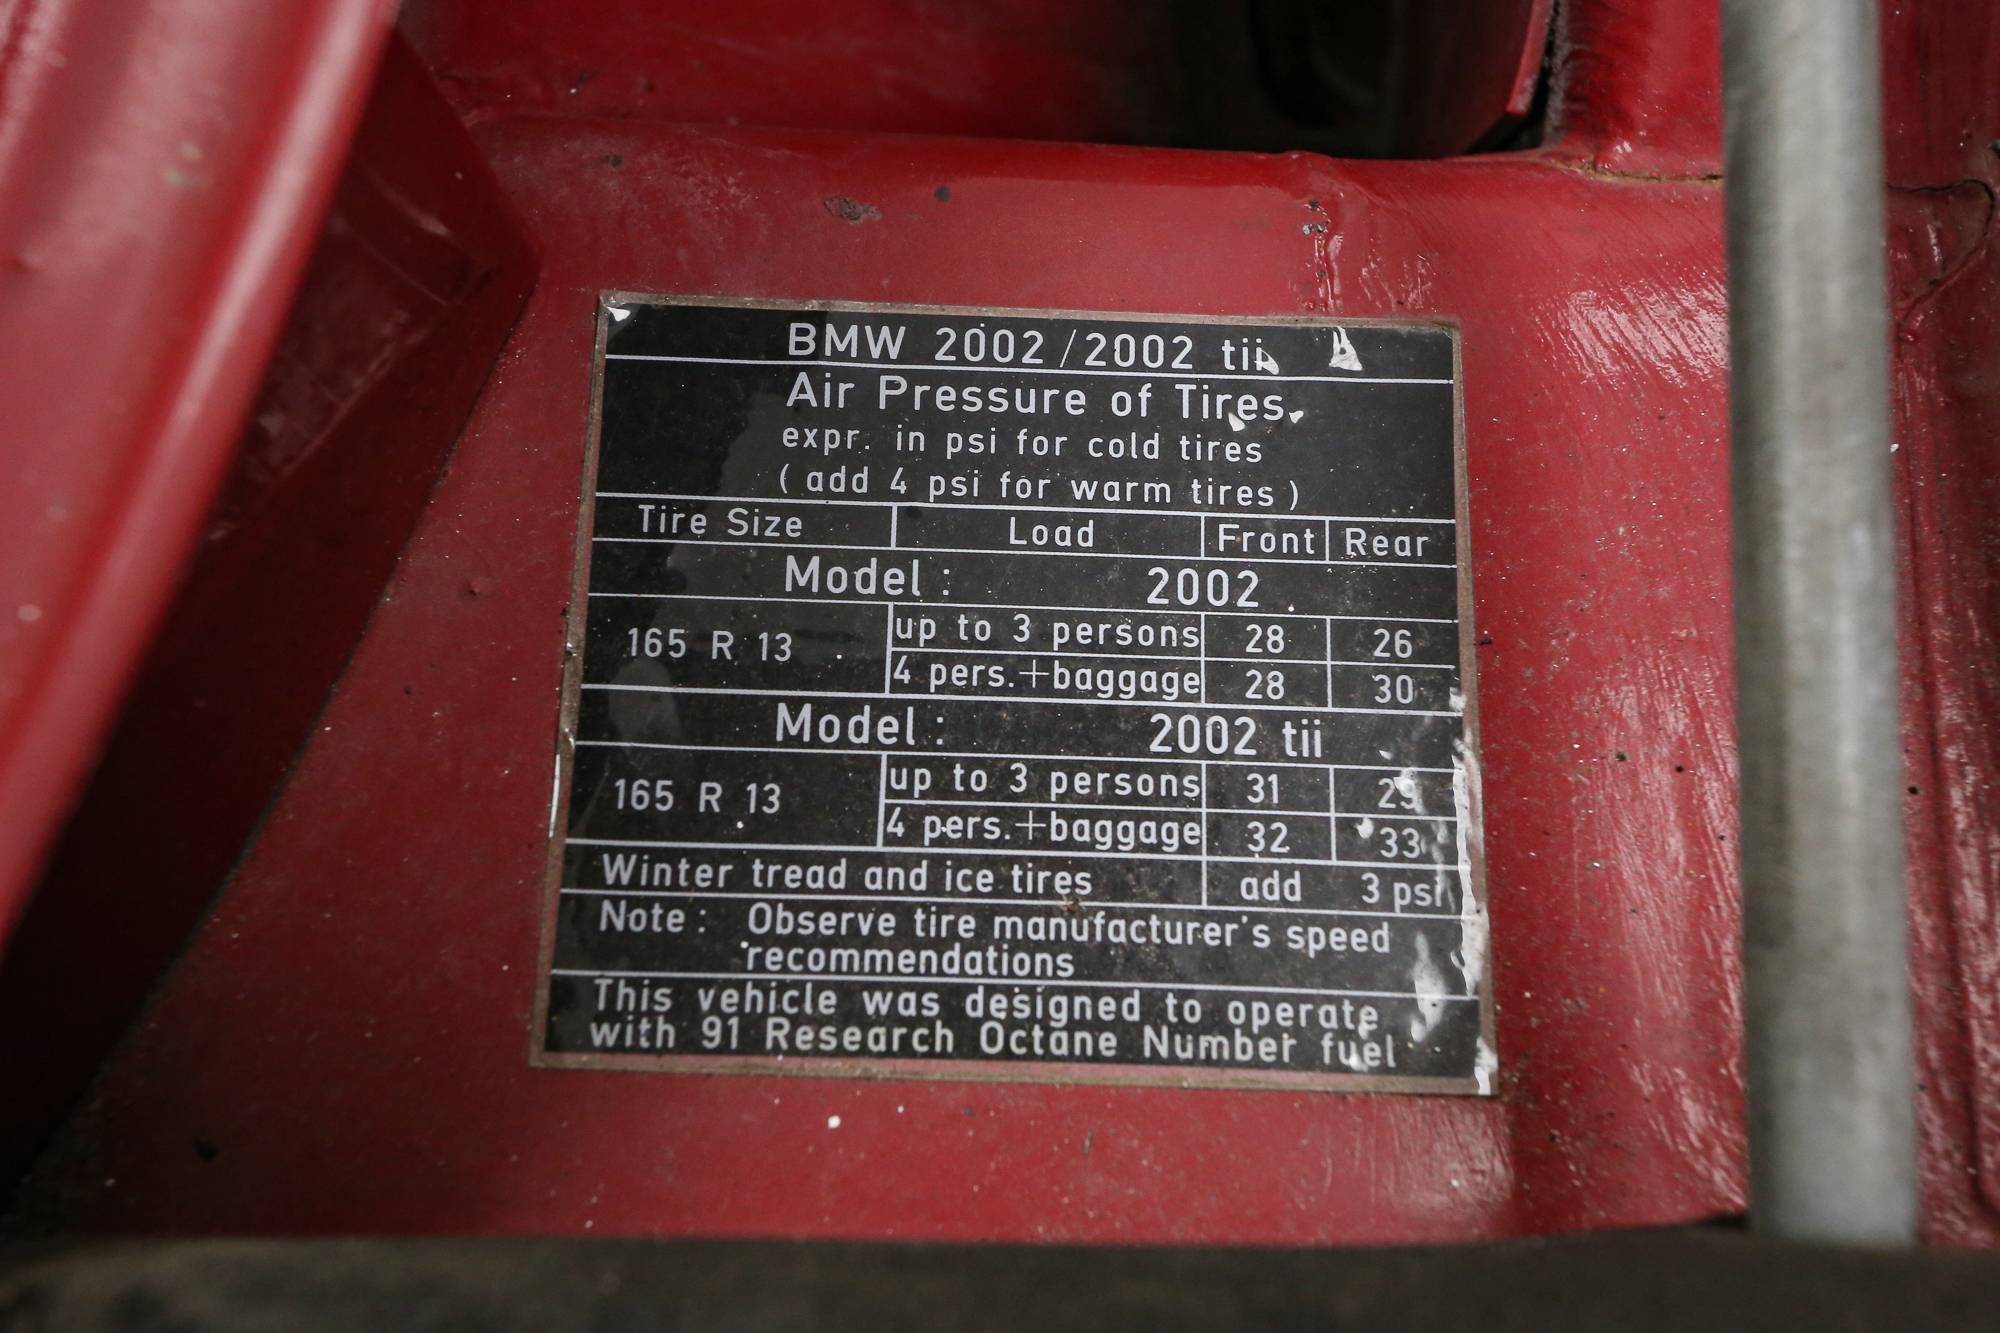 BMW 2002/2002 tii
Air Pressure of Tires
expr. in psi for cold tires
( add 4 psi for warm tires )
Tire Size Load Front Rear
Model : 2002
165 R 13 up to 3 persons 28 26
4 pers.+baggage 28 30
Model : 2002 tii
165 R 13 up to 3 persons 31 29
4 pers.+baggage 32 33
Winter tread and ice tires add 3 psi
Note : Observe tire manufacturer's speed
recommendations
This vehicle was designed to operate
with 91 Research Octane Number fuel